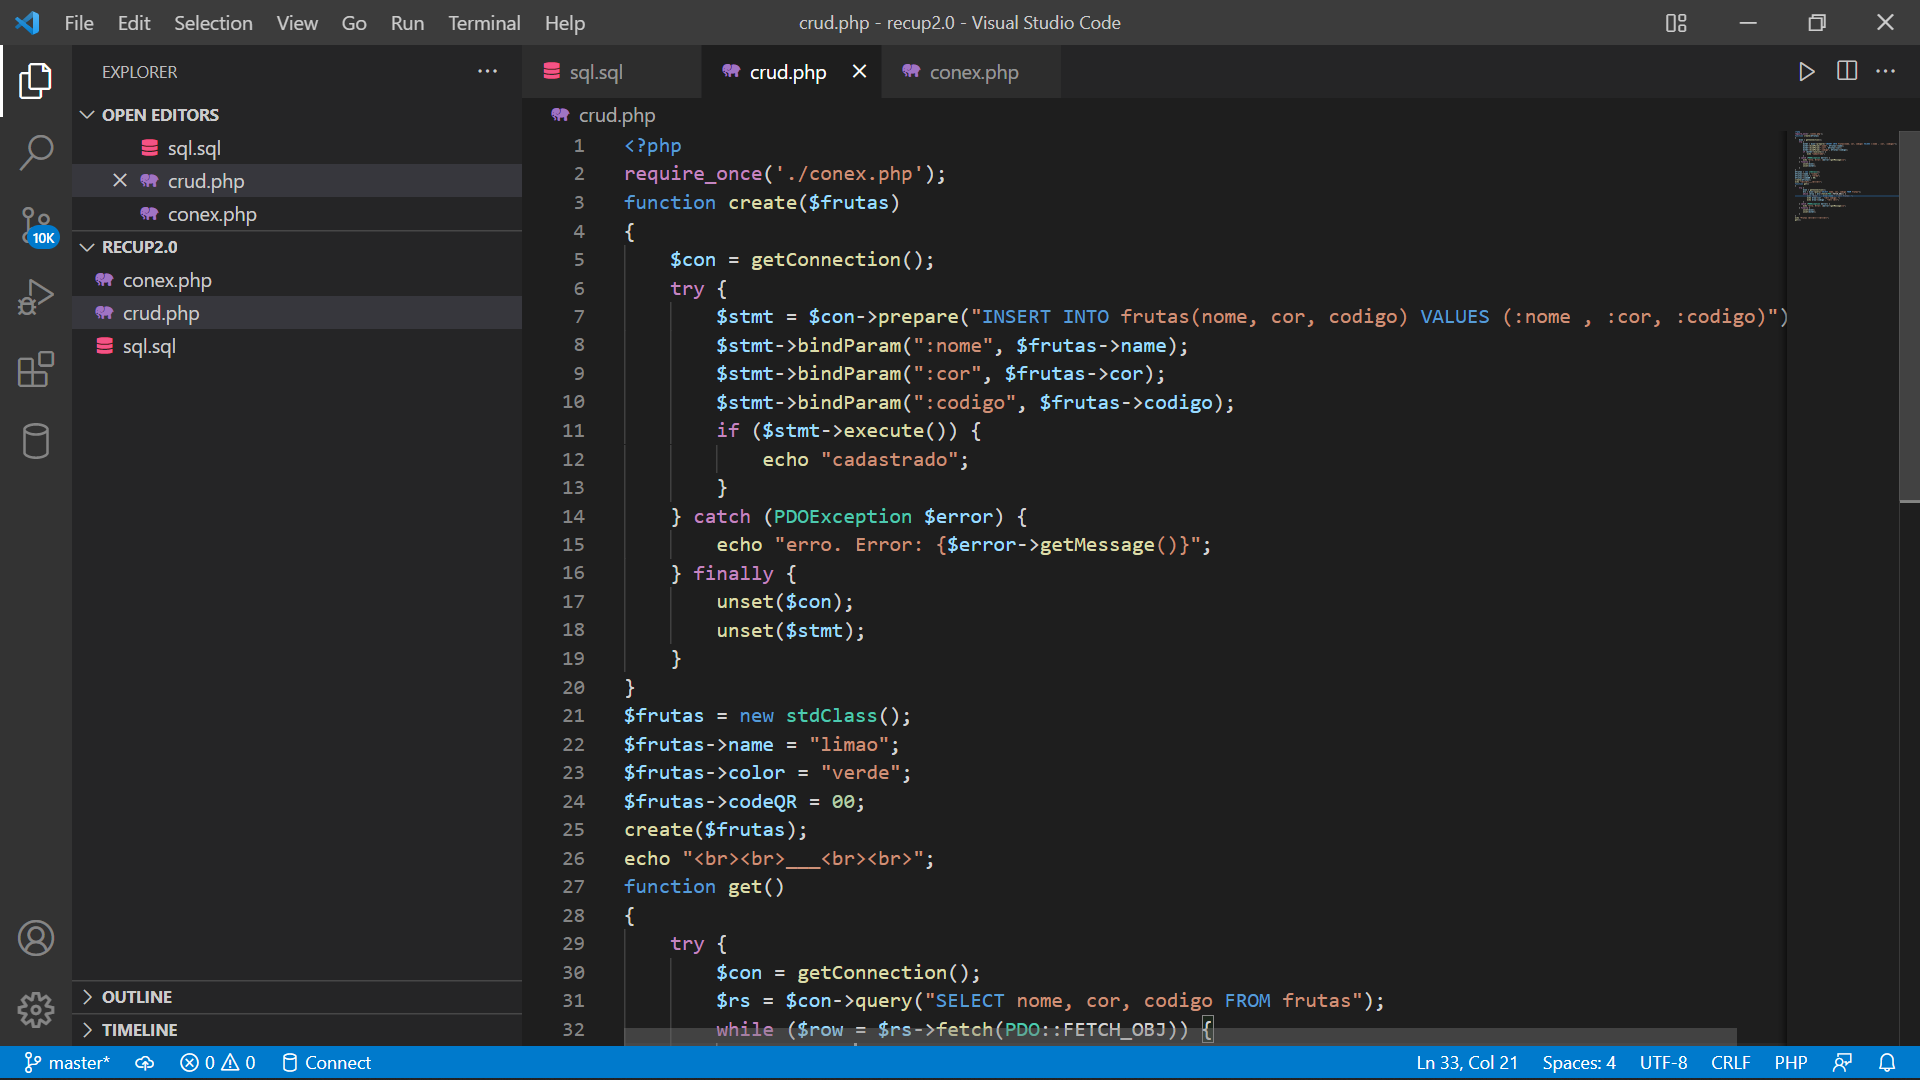 File Edit Selection View Go Run Terminal Help crud.php - recup2.0 - Visual Studio Code
EXPLORER
sql.sql crud.php conex.php
OPEN EDITORS
sql.sql
crud.php
conex.php
10K
RECUP2.0
conex.php
crud.php
sql.sql
OUTLINE
TIMELINE
crud.php
1 <?php
2 require_once('./conex.php');
3 function create($frutas)
4 {
5 $con = getConnection();
6 try {
7 $stmt = $con->prepare("INSERT INTO frutas(nome, cor, codigo) VALUES (:nome , :cor, :codigo)")
8 $stmt->bindParam(":nome", $frutas->name);
9 $stmt->bindParam(":cor", $frutas->cor);
10 $stmt->bindParam(":codigo", $frutas->codigo);
11 if ($stmt->execute()) {
12 echo "cadastrado";
13 }
14 } catch (PDOException $error) {
15 echo "erro. Error: {$error->getMessage()}";
16 } finally {
17 unset($con);
18 unset($stmt);
19 }
20 }
21 $frutas = new stdClass();
22 $frutas->name = "limao";
23 $frutas->color = "verde";
24 $frutas->codeQR = 00;
25 create($frutas);
26 echo "<br><br>___<br><br>";
27 function get()
28 {
29 try {
30 $con = getConnection();
31 $rs = $con->query("SELECT nome, cor, codigo FROM frutas");
32 while ($row = $rs->fetch(PDO::FETCH_OBJ)) {
master* 0 0 Connect Ln 33, Col 21 Spaces: 4 UTF-8 CRLF PHP